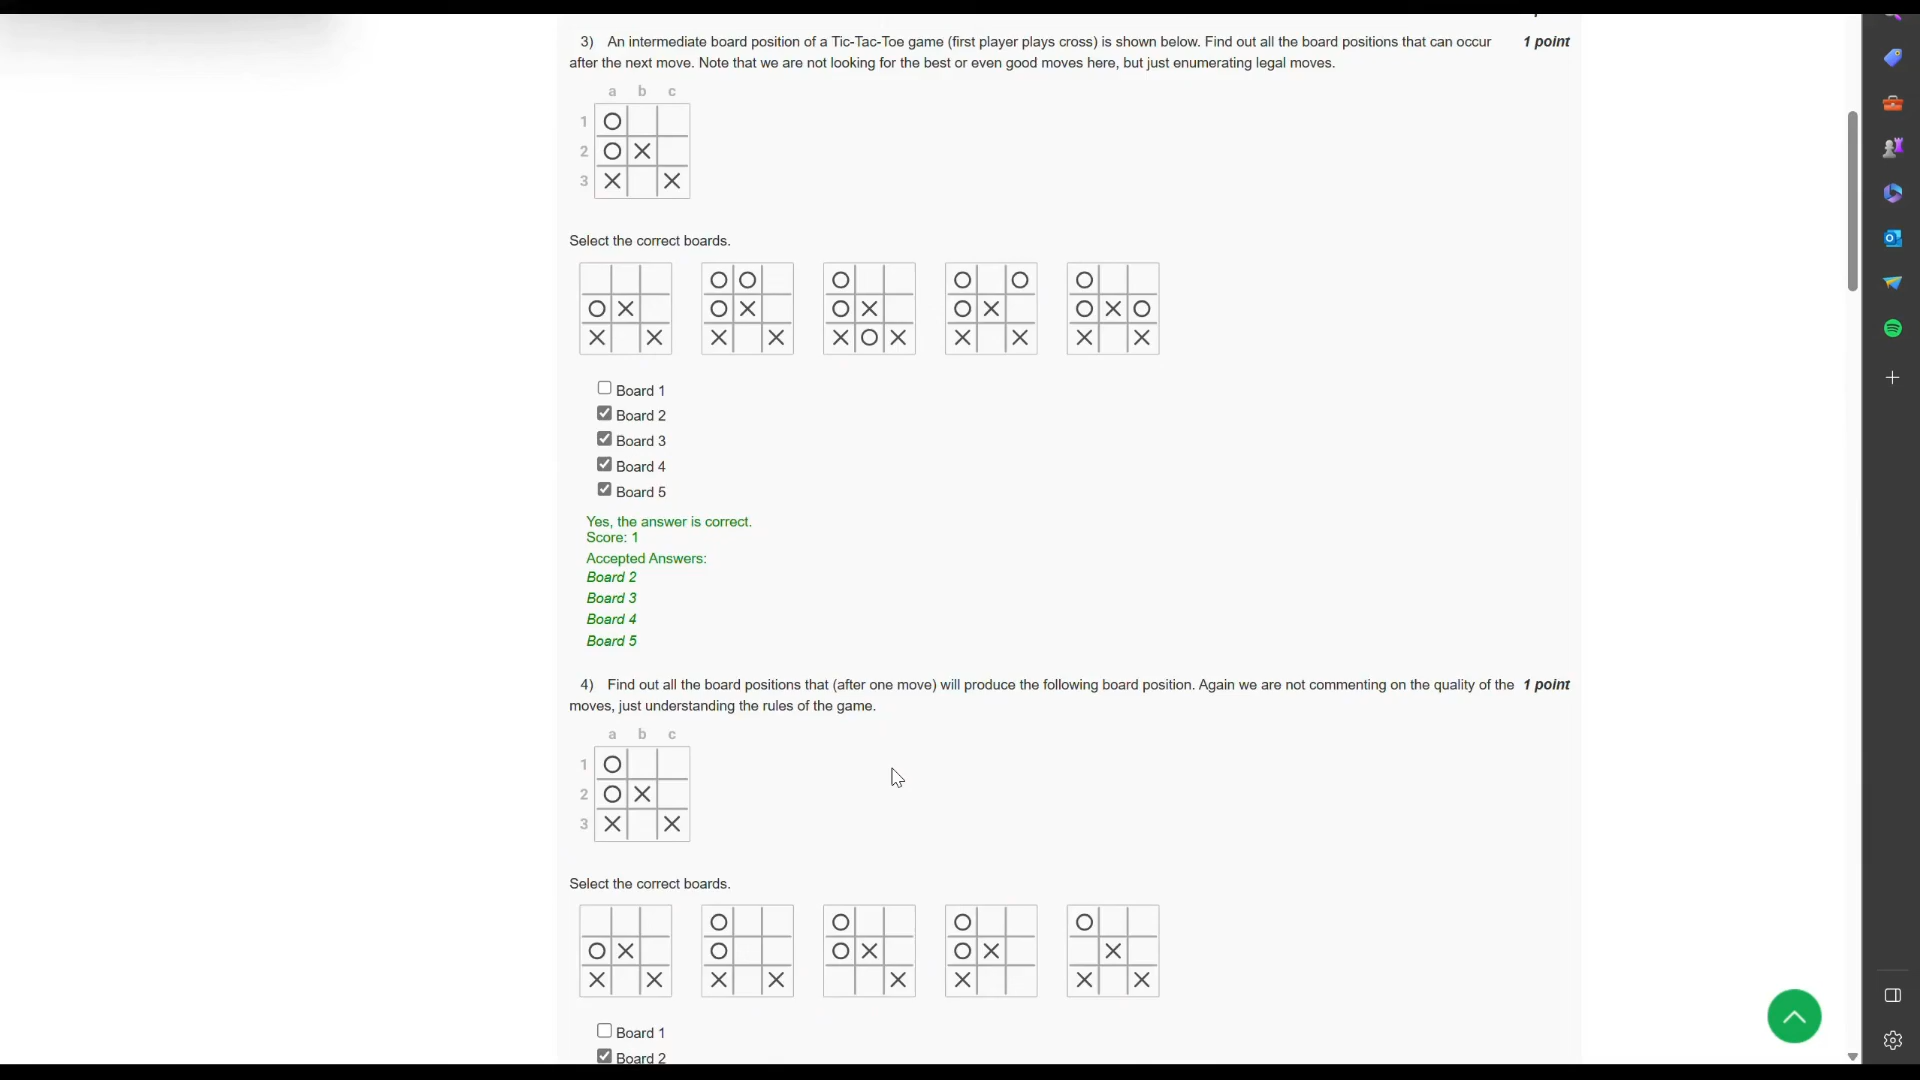 3) An intermediate board position of a Tic-Tac-Toe game (first player plays cross) is shown below. Find out all the board positions that can occur 1 point
after the next move. Note that we are not looking for the best or even good moves here, but just enumerating legal moves.
a b c
1 O
2 O X
3 X X
Select the correct boards.
O O O O O O O
O X O X O X O X O X O
X X X X X O X X X X X
Board 1
Board 2
Board 3
Board 4
Board 5
Yes, the answer is correct.
Score: 1
Accepted Answers:
Board 2
Board 3
Board 4
Board 5
4) Find out all the board positions that (after one move) will produce the following board position. Again we are not commenting on the quality of the 1 point
moves, just understanding the rules of the game.
a b c
1 O
2 O X
3 X X
Select the correct boards.
O O O O
O X O O X O X X
X X X X X X X X
Board 1
Board 2